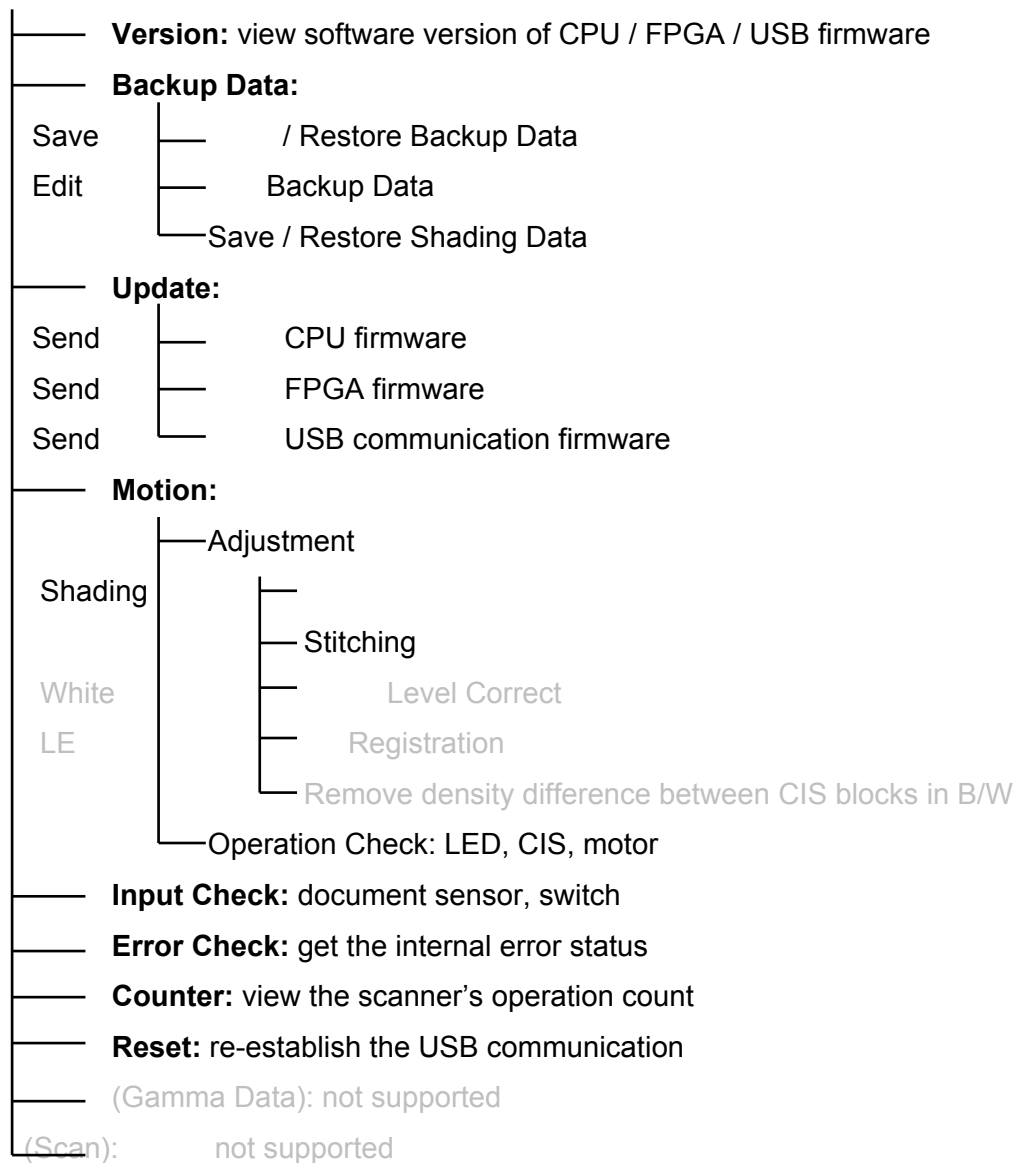 Version: view software version of CPU / FPGA / USB firmware
Backup Data:
Save / Restore Backup Data
Edit Backup Data
Save / Restore Shading Data
Update:
Send CPU firmware
Send FPGA firmware
Send USB communication firmware
Motion:
Adjustment
Shading
Stitching
White Level Correct
LE Registration
Remove density difference between CIS blocks in B/W
Operation Check: LED, CIS, motor
Input Check: document sensor, switch
Error Check: get the internal error status
Counter: view the scanner's operation count
Reset: re-establish the USB communication
(Gamma Data): not supported
(Scan): not supported